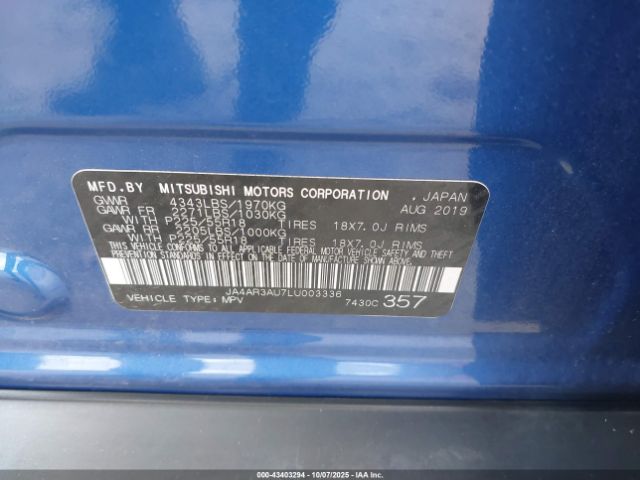 MFD.BY MITSUBISHI MOTORS CORPORATION , JAPAN
GVWR 4343LBS/1970KG AUG 2019
GAWR FR 2271LBS/1030KG
WITH P225/55R18 TIRES 18X7.0J RIMS
GAWR RR 2205LBS/1000KG
WITH P225/55R18 TIRES 18X7.0J RIMS
THIS VEHICLE CONFORMS TO ALL APPLICABLE FEDERAL MOTOR VEHICLE SAFETY, BUMPER AND THEFT
PREVENTION STANDARDS IN EFFECT ON THE DATE OF MANUFACTURE SHOWN ABOVE.
JA4AR3AU7LU003336
VEHICLE TYPE: MPV 7430C 357
000-43403294 - 10/07/2025 - IAA Inc.